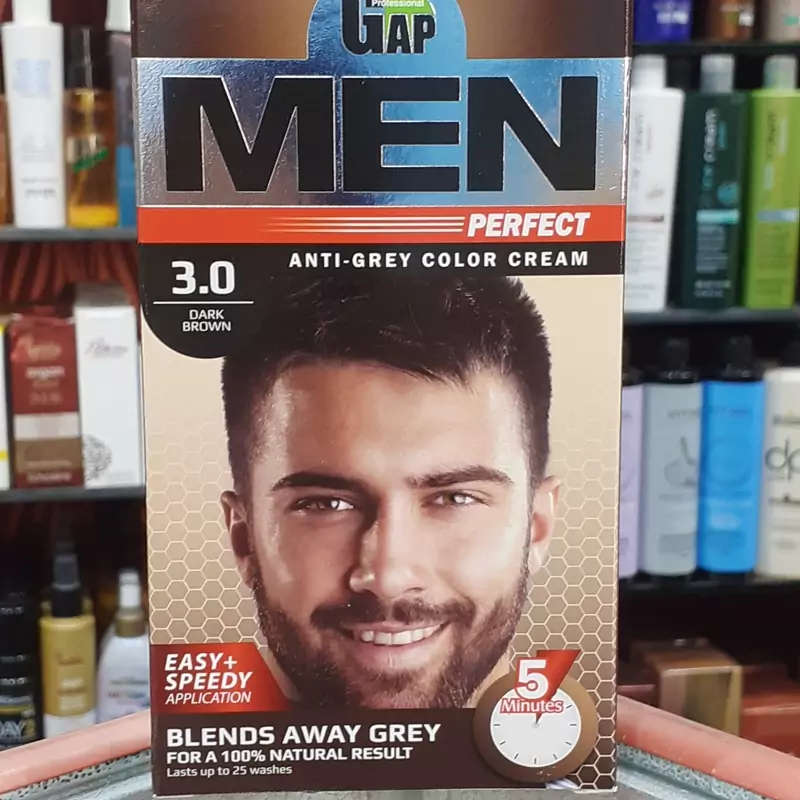 Professional
GAP
MEN
PERFECT
ANTI-GREY COLOR CREAM
3.0
DARK
BROWN
EASY+
SPEEDY
APPLICATION
5
Minutes
BLENDS AWAY GREY
FOR A 100% NATURAL RESULT
Lasts up to 25 washes